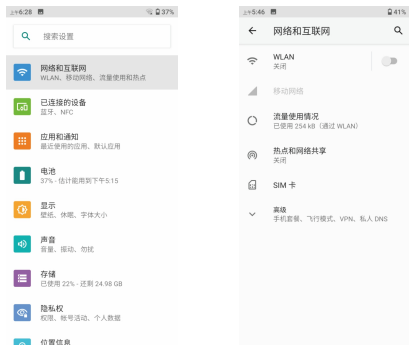 上午6:28 37%
搜索设置
网络和互联网
WLAN、移动网络、流量使用和热点
已连接的设备
蓝牙、NFC
应用和通知
最近使用的应用、默认应用
电池
37% - 估计能用到下午5:15
显示
壁纸、休眠、字体大小
声音
音量、振动、勿扰
存储
已使用 22% - 还剩 24.98 GB
隐私权
权限、帐号活动、个人数据
位置信息
上午5:46 41%
网络和互联网
WLAN
关闭
移动网络
流量使用情况
已使用 254 kB（通过 WLAN）
热点和网络共享
关闭
SIM 卡
高级
手机套餐、飞行模式、VPN、私人 DNS